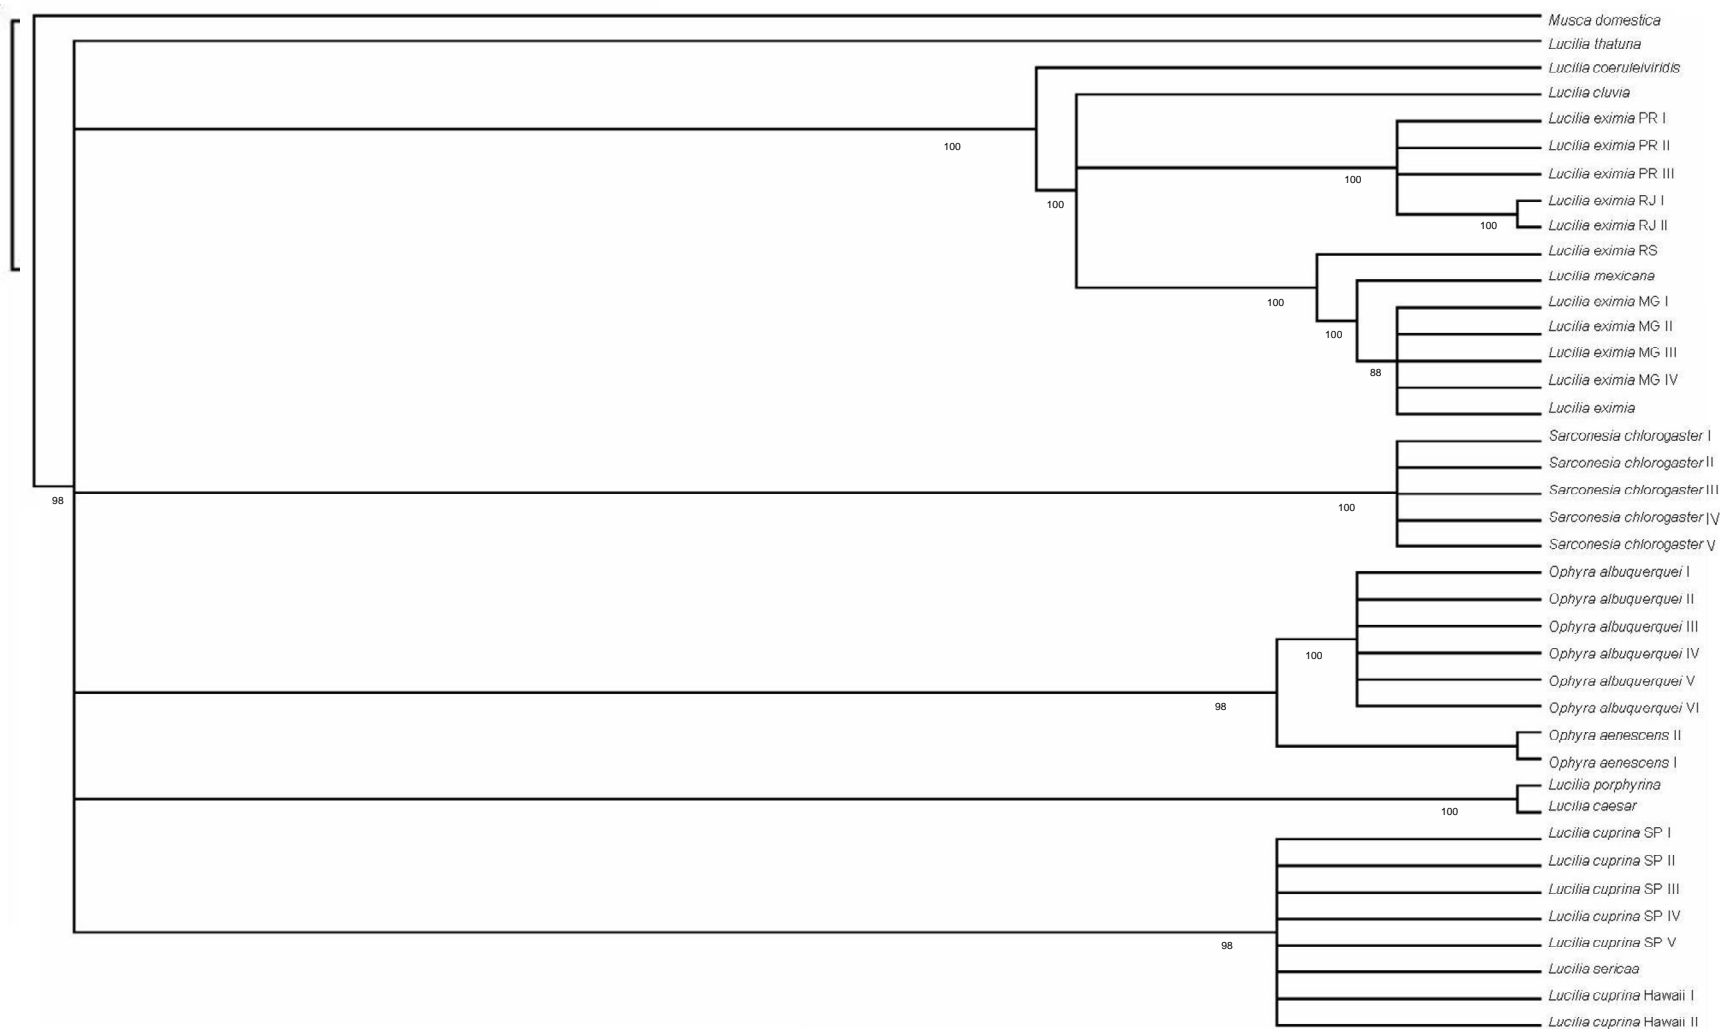 Musca domestica
Lucilia thatuna
Lucilia coeruleiviridis
Lucilia cluvia
Lucilia eximia PR I
100
Lucilia eximia PR II
Lucilia eximia PR III
100
Lucilia eximia RJ I
100
Lucilia eximia RJ II
100
Lucilia eximia RS
Lucilia mexicana
100
Lucilia eximia MG I
Lucilia eximia MG II
100
Lucilia eximia MG III
88
Lucilia eximia MG IV
Lucilia eximia
Sarconesia chlorogaster I
Sarconesia chlorogaster II
Sarconesia chlorogaster III
98
100
Sarconesia chlorogaster IV
Sarconesia chlorogaster V
Ophyra albuquerquei I
Ophyra albuquerquei II
Ophyra albuquerquei III
100
Ophyra albuquerquei IV
Ophyra albuquerquei V
98
Ophyra albuquerquei VI
Ophyra aenescens II
Ophyra aenescens I
Lucilia porphyrina
Lucilia caesar
100
Lucilia cuprina SP I
Lucilia cuprina SP II
Lucilia cuprina SP III
Lucilia cuprina SP IV
98
Lucilia cuprina SP V
Lucilia sericaa
Lucilia cuprina Hawaii I
Lucilia cuprina Hawaii II